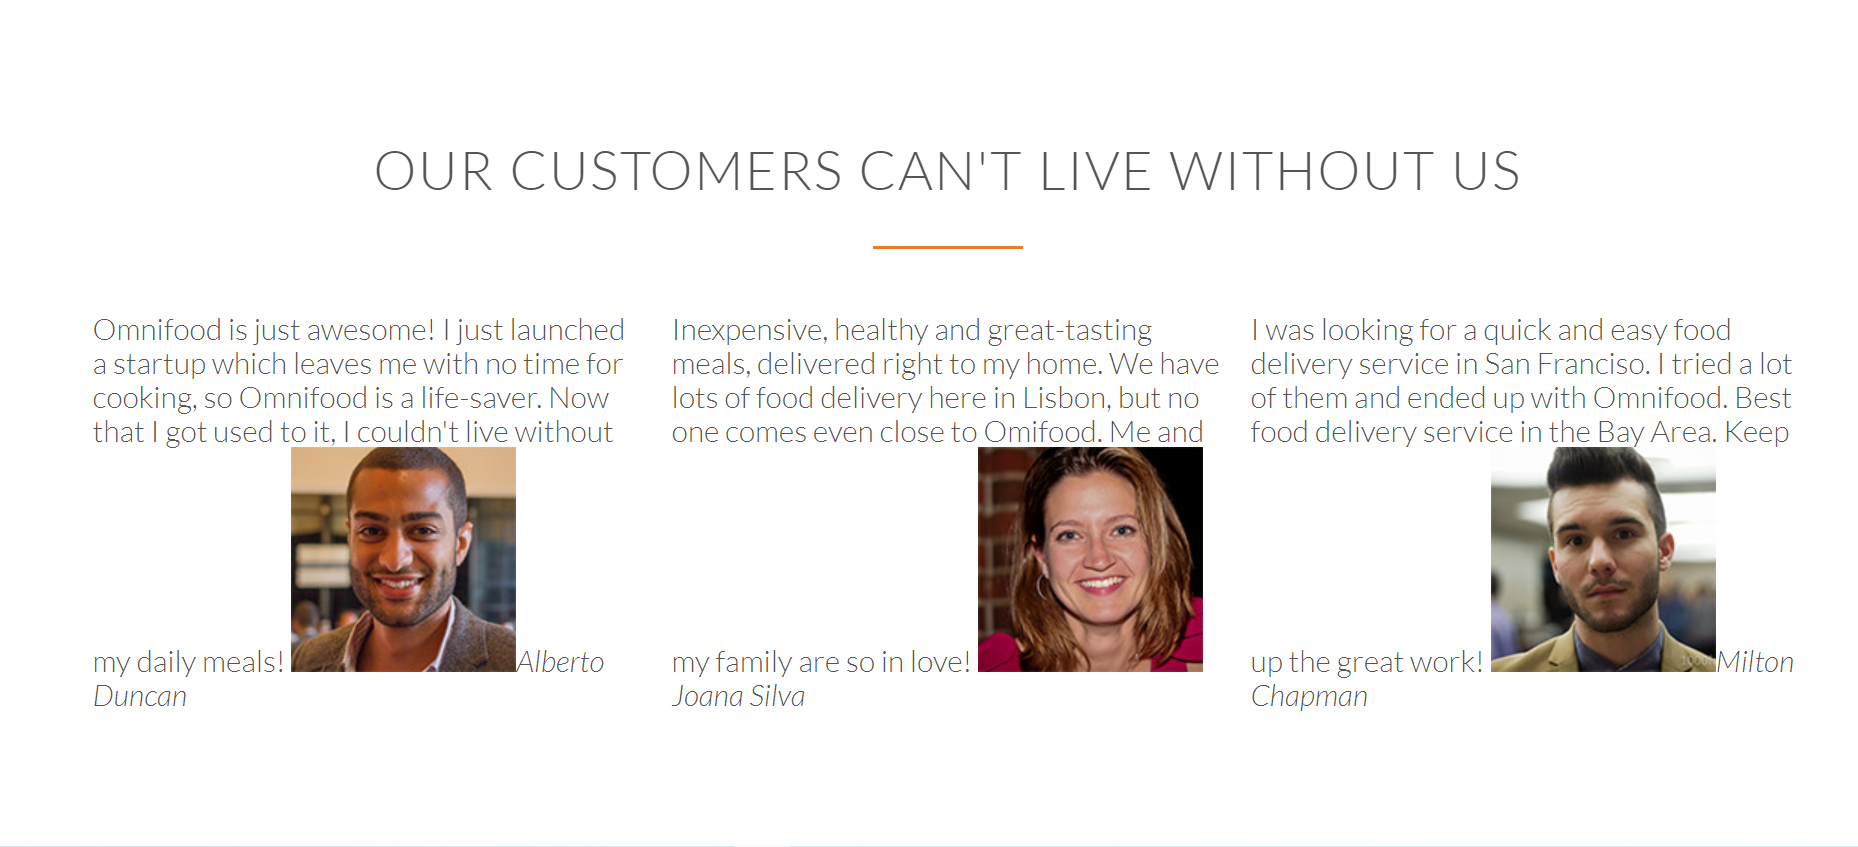 OUR CUSTOMERS CAN'T LIVE WITHOUT US
Omnifood is just awesome! I just launched
a startup which leaves me with no time for
cooking, so Omnifood is a life-saver. Now
that I got used to it, I couldn't live without
my daily meals! Alberto
Duncan
Inexpensive, healthy and great-tasting
meals, delivered right to my home. We have
lots of food delivery here in Lisbon, but no
one comes even close to Omifood. Me and
my family are so in love!
Joana Silva
I was looking for a quick and easy food
delivery service in San Franciso. I tried a lot
of them and ended up with Omnifood. Best
food delivery service in the Bay Area. Keep
up the great work! Milton
Chapman